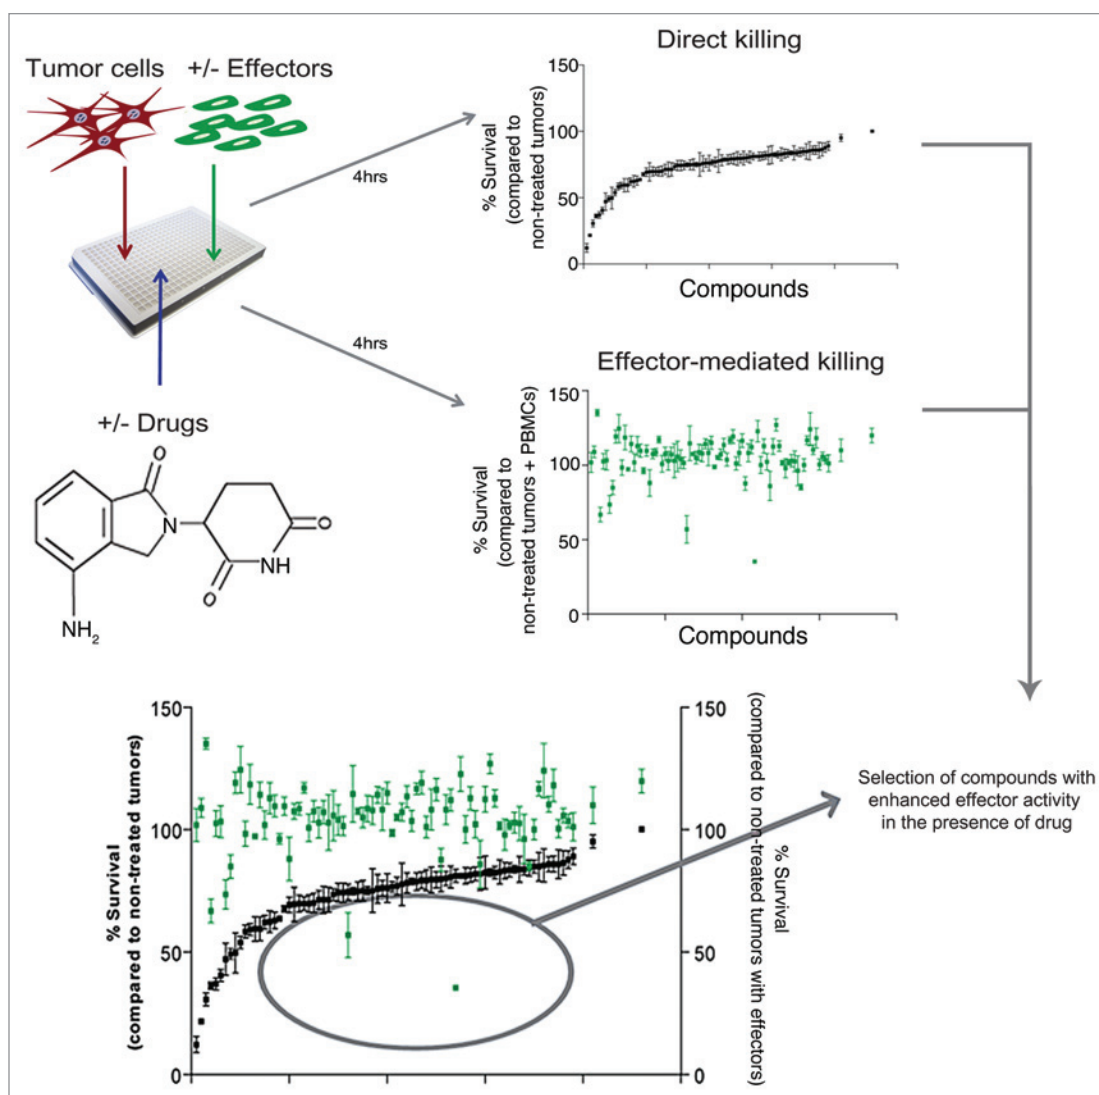 Direct killing
Tumor cells
+/- Effectors
4hrs
% Survival
(compared to
non-treated tumors)
150
100
50
0
Compounds
4hrs
Effector-mediated killing
% Survival
(compared to
non-treated tumors + PBMCs)
150
100
50
0
Compounds
+/- Drugs
O
N
O
NH
O
NH2
% Survival
(compared to non-treated tumors)
150
100
50
0
150
100
50
0
% Survival
(compared to non-treated tumors with effectors)
Selection of compounds with
enhanced effector activity
in the presence of drug